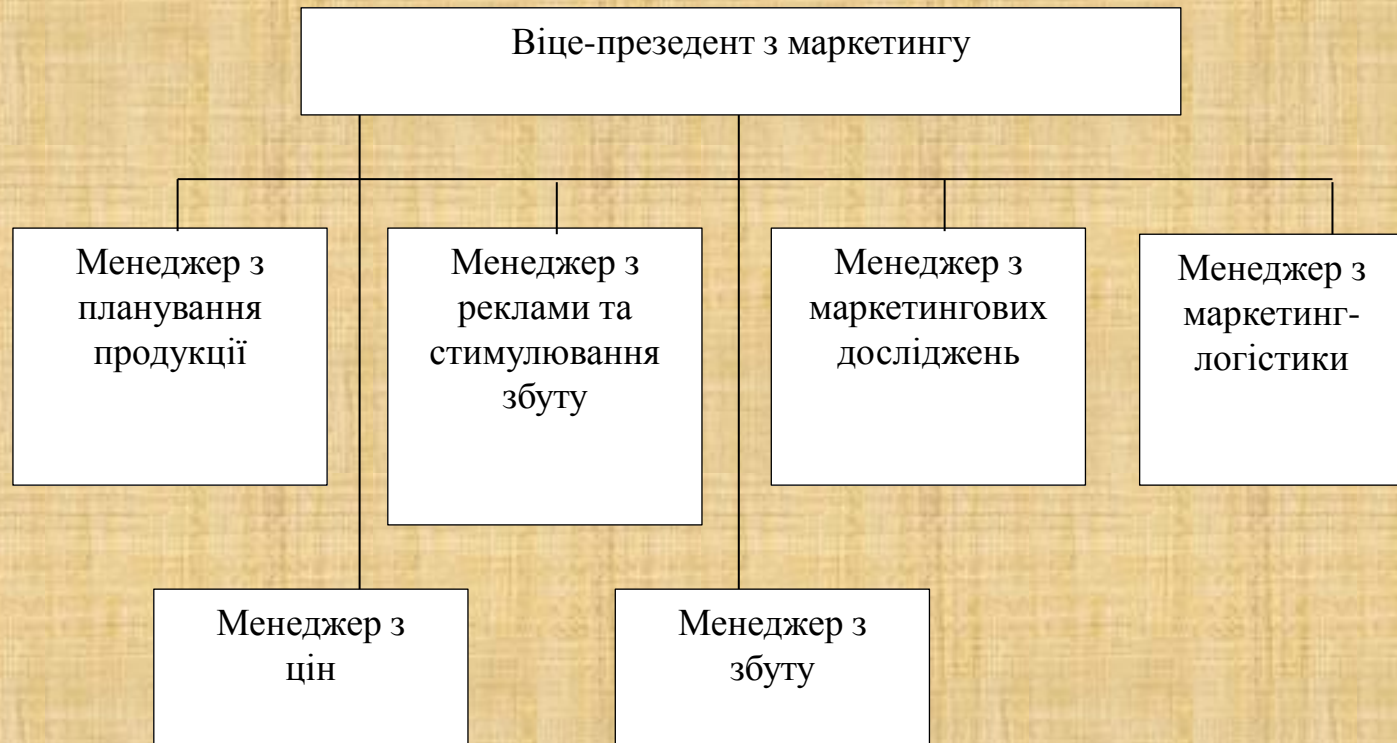 Віце-президент з маркетингу
Менеджер з
планування
продукції
Менеджер з
реклами та
стимулювання
збуту
Менеджер з
маркетингових
досліджень
Менеджер з
маркетинг-
логістики
Менеджер з
цін
Менеджер з
збуту